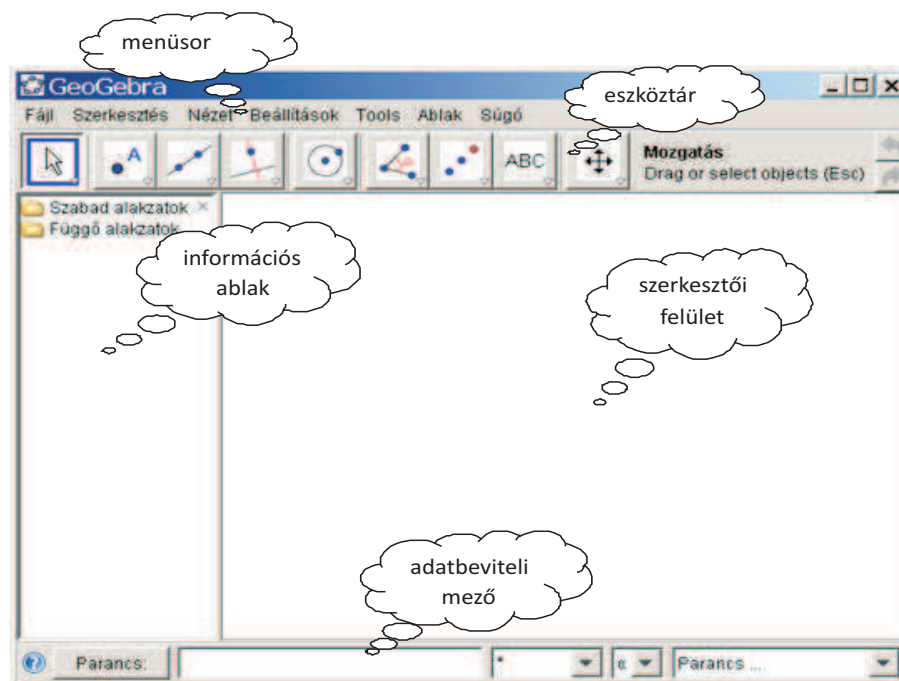 menüsor
GeoGebra
eszköztár
Fájl Szerkesztés Nézet Beállítások Tools Ablak Súgó
A
ABC
Mozgatás
Drag or select objects (Esc)
Szabad alakzatok
Függő alakzatok
információs
ablak
szerkesztői
felület
adatbeviteli
mező
Parancs: * α Parancs ...